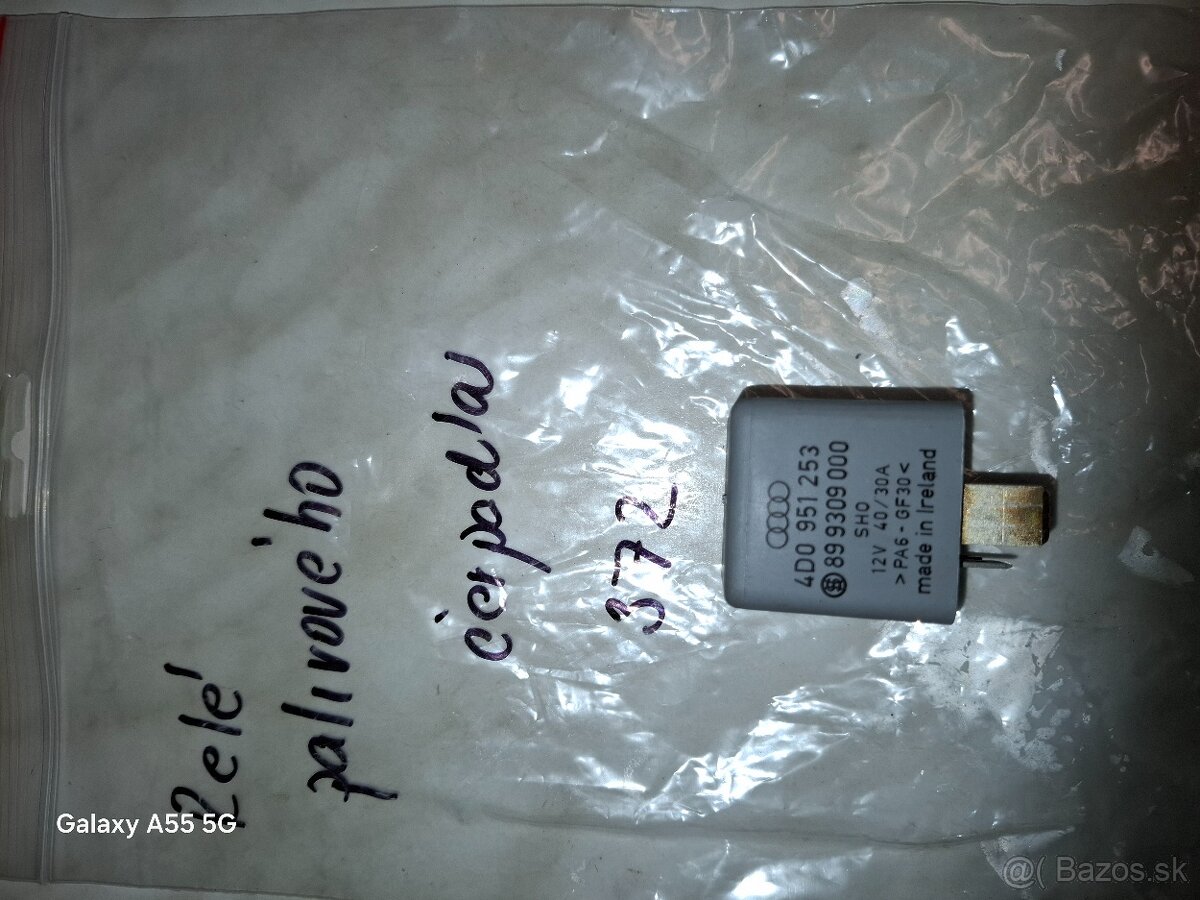 Relé
palivového
čerpadla
372
4D0 951 253
89 9309 000
SHO
12V 40/30A
>PA6 - GF30<
made in Ireland
Galaxy A55 5G
@( Bazos.sk